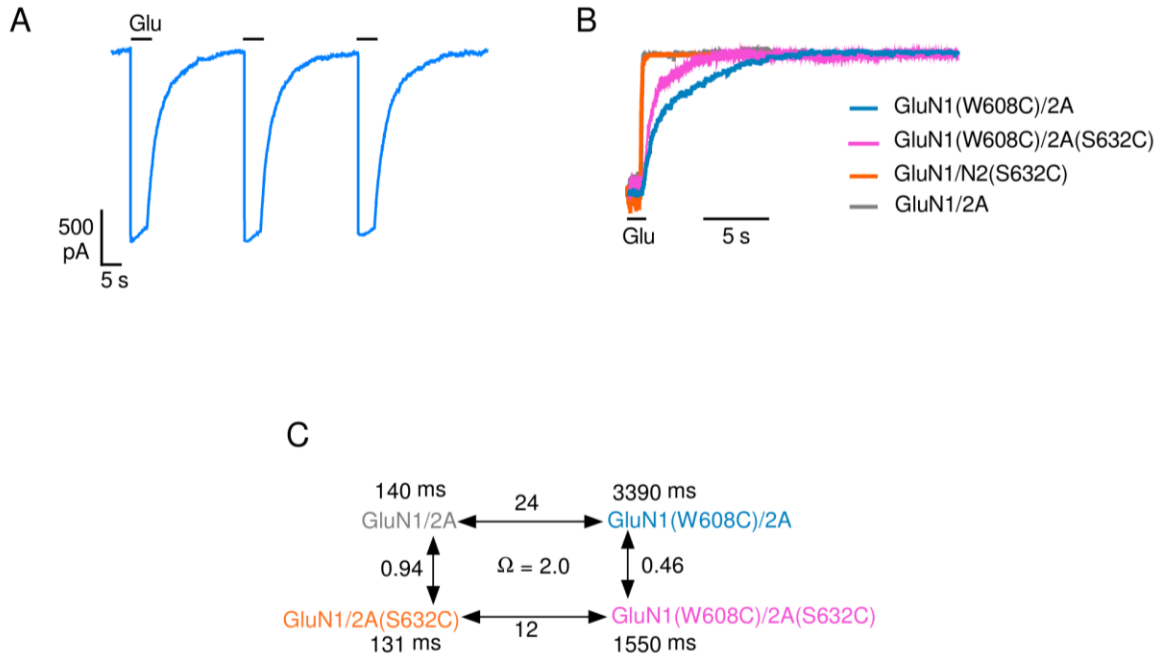 A
Glu
500
pA
5 s
B
GluN1(W608C)/2A
GluN1(W608C)/2A(S632C)
GluN1/N2(S632C)
GluN1/2A
Glu
5 s
C
140 ms
24
3390 ms
GluN1/2A
GluN1(W608C)/2A
0.94
Ω = 2.0
0.46
GluN1/2A(S632C)
12
GluN1(W608C)/2A(S632C)
131 ms
1550 ms